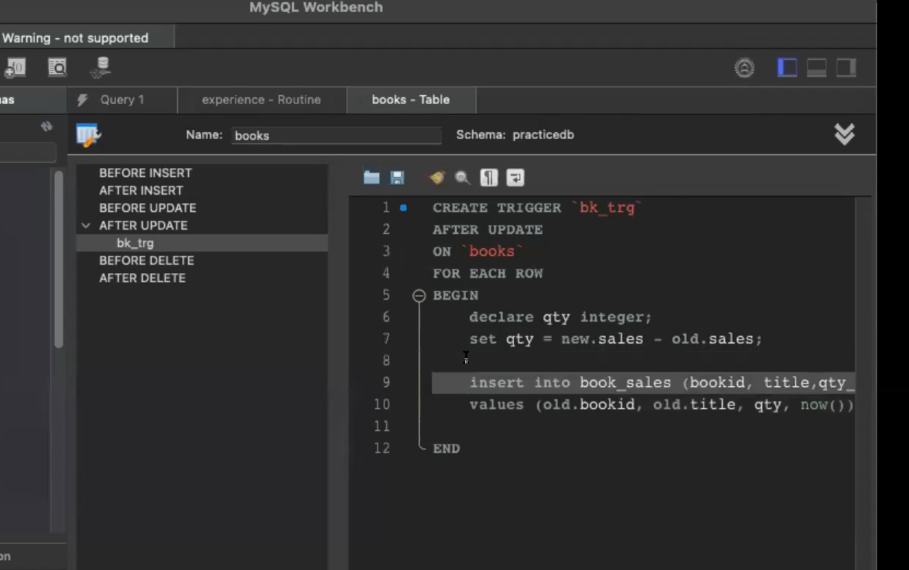 MySQL Workbench
Warning - not supported
as
Query 1
experience - Routine
books - Table
Name: books
Schema: practicedb
BEFORE INSERT
AFTER INSERT
BEFORE UPDATE
AFTER UPDATE
bk_trg
BEFORE DELETE
AFTER DELETE
1 CREATE TRIGGER `bk_trg`
2 AFTER UPDATE
3 ON `books`
4 FOR EACH ROW
5 BEGIN
6 declare qty integer;
7 set qty = new.sales - old.sales;
8
9 insert into book_sales (bookid, title,qty_
10 values (old.bookid, old.title, qty, now())
11
12 END
on